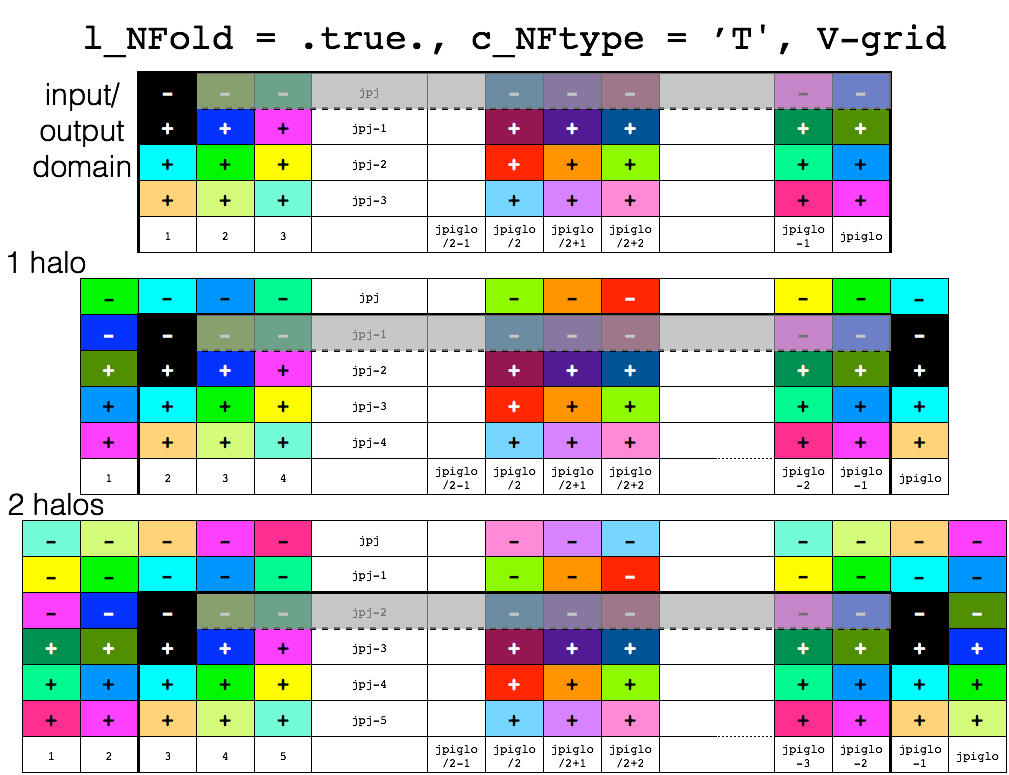 l_NFold = .true., c_NFtype = ’T', V-grid
input/
output
domain
- - - jpj - - - - -
+ + + jpj-1 + + + + +
+ + + jpj-2 + + + + +
+ + + jpj-3 + + + + +
1 2 3 jpiglo/2-1 jpiglo/2 jpiglo/2+1 jpiglo/2+2 jpiglo-1 jpiglo
1 halo
- - - - jpj - - - - - -
- - - - jpj-1 - - - - - -
+ + + + jpj-2 + + + + + +
+ + + + jpj-3 + + + + + +
+ + + + jpj-4 + + + + + +
1 2 3 4 jpiglo/2-1 jpiglo/2 jpiglo/2+1 jpiglo/2+2 jpiglo-2 jpiglo-1 jpiglo
2 halos
- - - - - jpj - - - - - - -
- - - - - jpj-1 - - - - - - -
- - - - - jpj-2 - - - - - - -
+ + + + + jpj-3 + + + + + + +
+ + + + + jpj-4 + + + + + + +
+ + + + + jpj-5 + + + + + + +
1 2 3 4 5 jpiglo/2-1 jpiglo/2 jpiglo/2+1 jpiglo/2+2 jpiglo-3 jpiglo-2 jpiglo-1 jpiglo